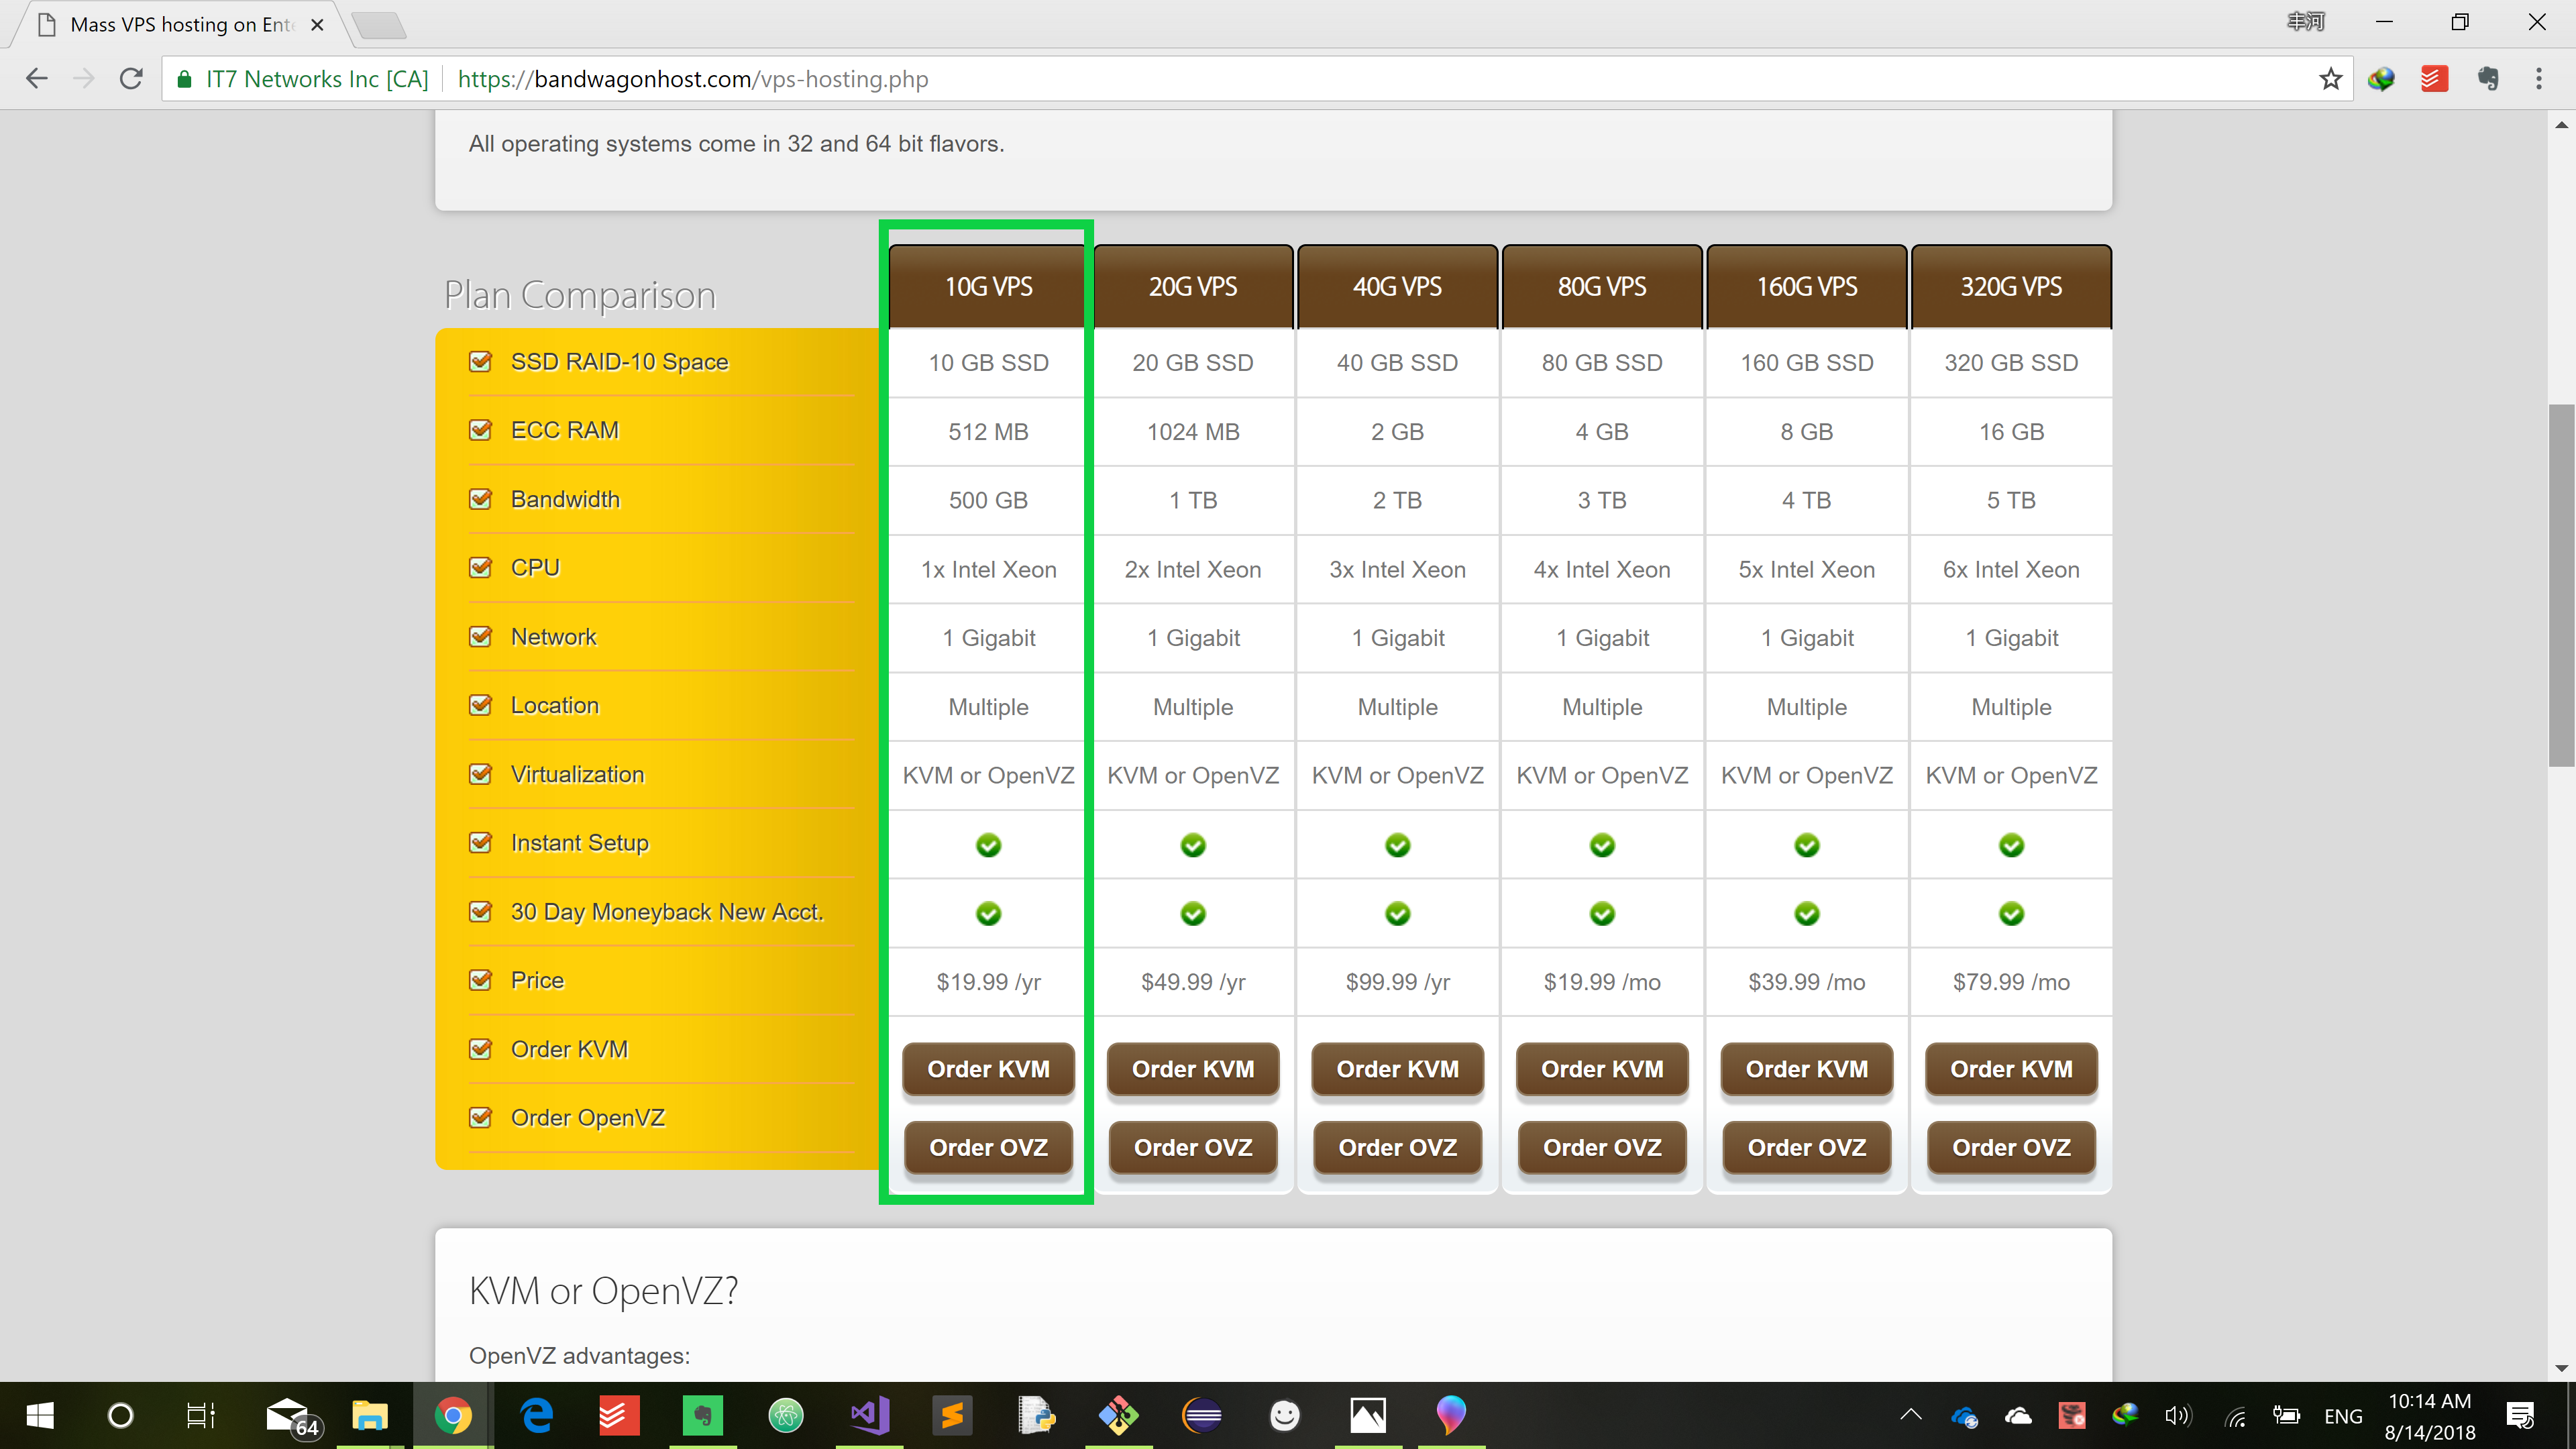 Mass VPS hosting on Ente
丰河
IT7 Networks Inc [CA] https://bandwagonhost.com/vps-hosting.php
All operating systems come in 32 and 64 bit flavors.
Plan Comparison 10G VPS 20G VPS 40G VPS 80G VPS 160G VPS 320G VPS
SSD RAID-10 Space 10 GB SSD 20 GB SSD 40 GB SSD 80 GB SSD 160 GB SSD 320 GB SSD
ECC RAM 512 MB 1024 MB 2 GB 4 GB 8 GB 16 GB
Bandwidth 500 GB 1 TB 2 TB 3 TB 4 TB 5 TB
CPU 1x Intel Xeon 2x Intel Xeon 3x Intel Xeon 4x Intel Xeon 5x Intel Xeon 6x Intel Xeon
Network 1 Gigabit 1 Gigabit 1 Gigabit 1 Gigabit 1 Gigabit 1 Gigabit
Location Multiple Multiple Multiple Multiple Multiple Multiple
Virtualization KVM or OpenVZ KVM or OpenVZ KVM or OpenVZ KVM or OpenVZ KVM or OpenVZ KVM or OpenVZ
Instant Setup
30 Day Moneyback New Acct.
Price $19.99 /yr $49.99 /yr $99.99 /yr $19.99 /mo $39.99 /mo $79.99 /mo
Order KVM Order KVM Order KVM Order KVM Order KVM Order KVM Order KVM
Order OpenVZ Order OVZ Order OVZ Order OVZ Order OVZ Order OVZ Order OVZ
KVM or OpenVZ?
OpenVZ advantages:
64
ENG
10:14 AM
8/14/2018